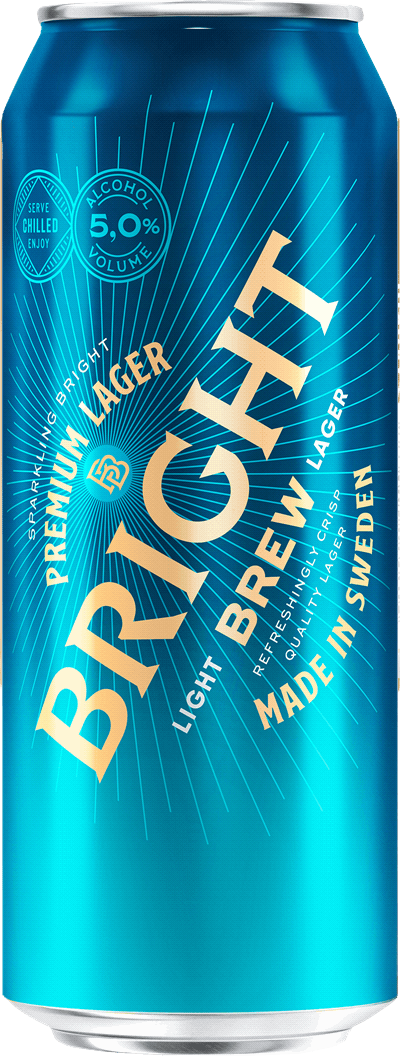 SERVE
CHILLED
ENJOY
ALCOHOL
5,0%
VOLUME
SPARKLING BRIGHT
PREMIUM LAGER
BB
BRIGHT
LIGHT BREW LAGER
REFRESHINGLY CRISP
QUALITY LAGER
MADE IN SWEDEN